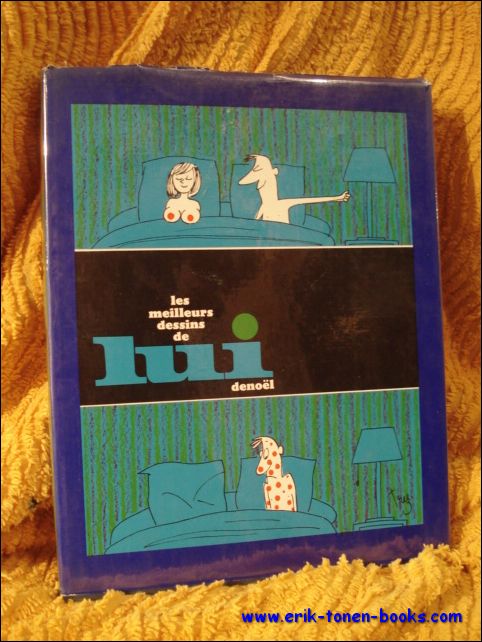 les
meilleurs
dessins
de
lui
denoël
www.erik-tonen-books.com